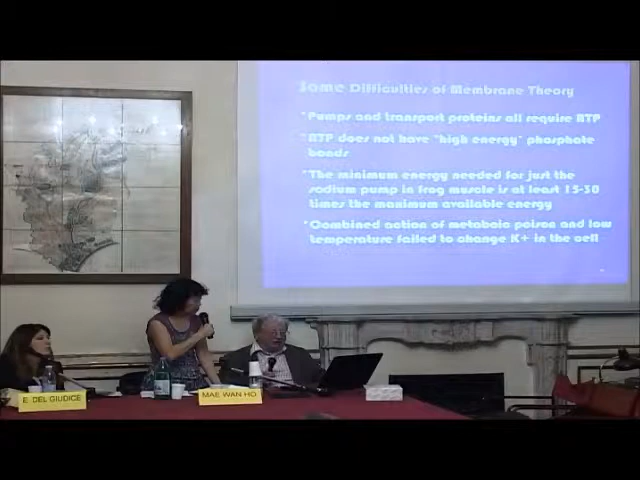 Some Difficulties of Membrane Theory
*Pumps and transport proteins all require ATP
*ATP does not have "high energy" phosphate
bonds
*The minimum energy needed for just the
sodium pump in frog muscle is at least 15-30
times the maximum available energy
*Combined action of metaboic poison and low
temperature failed to change K+ in the cell
E. DEL GIUDICE
MAE WAN HO